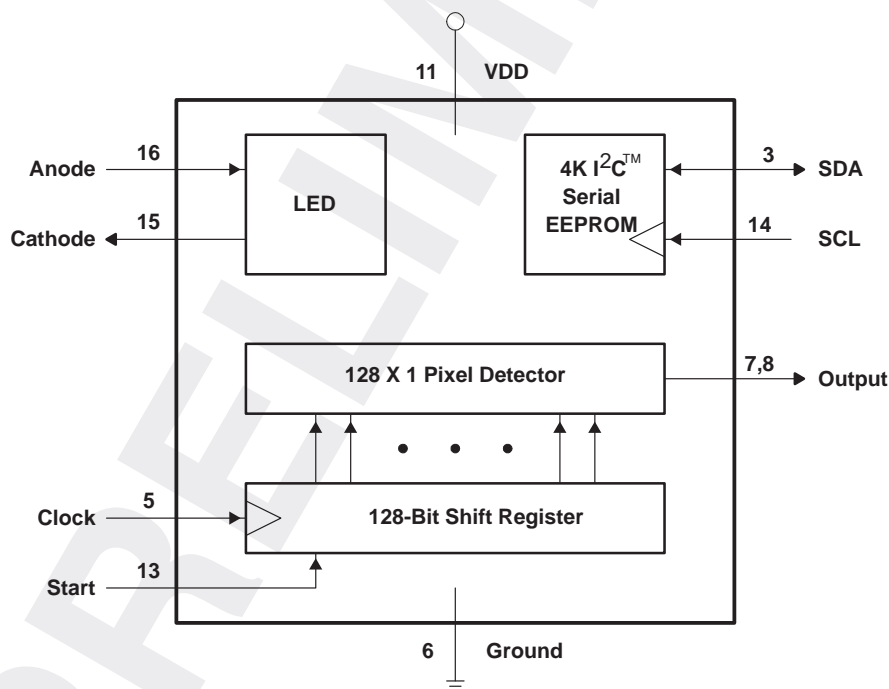 11 VDD
Anode 16
LED
Cathode 15
4K I2C™
Serial
EEPROM
3 SDA
14 SCL
128 X 1 Pixel Detector
7,8 Output
• • •
Clock 5
128-Bit Shift Register
Start 13
6 Ground
PRELIM